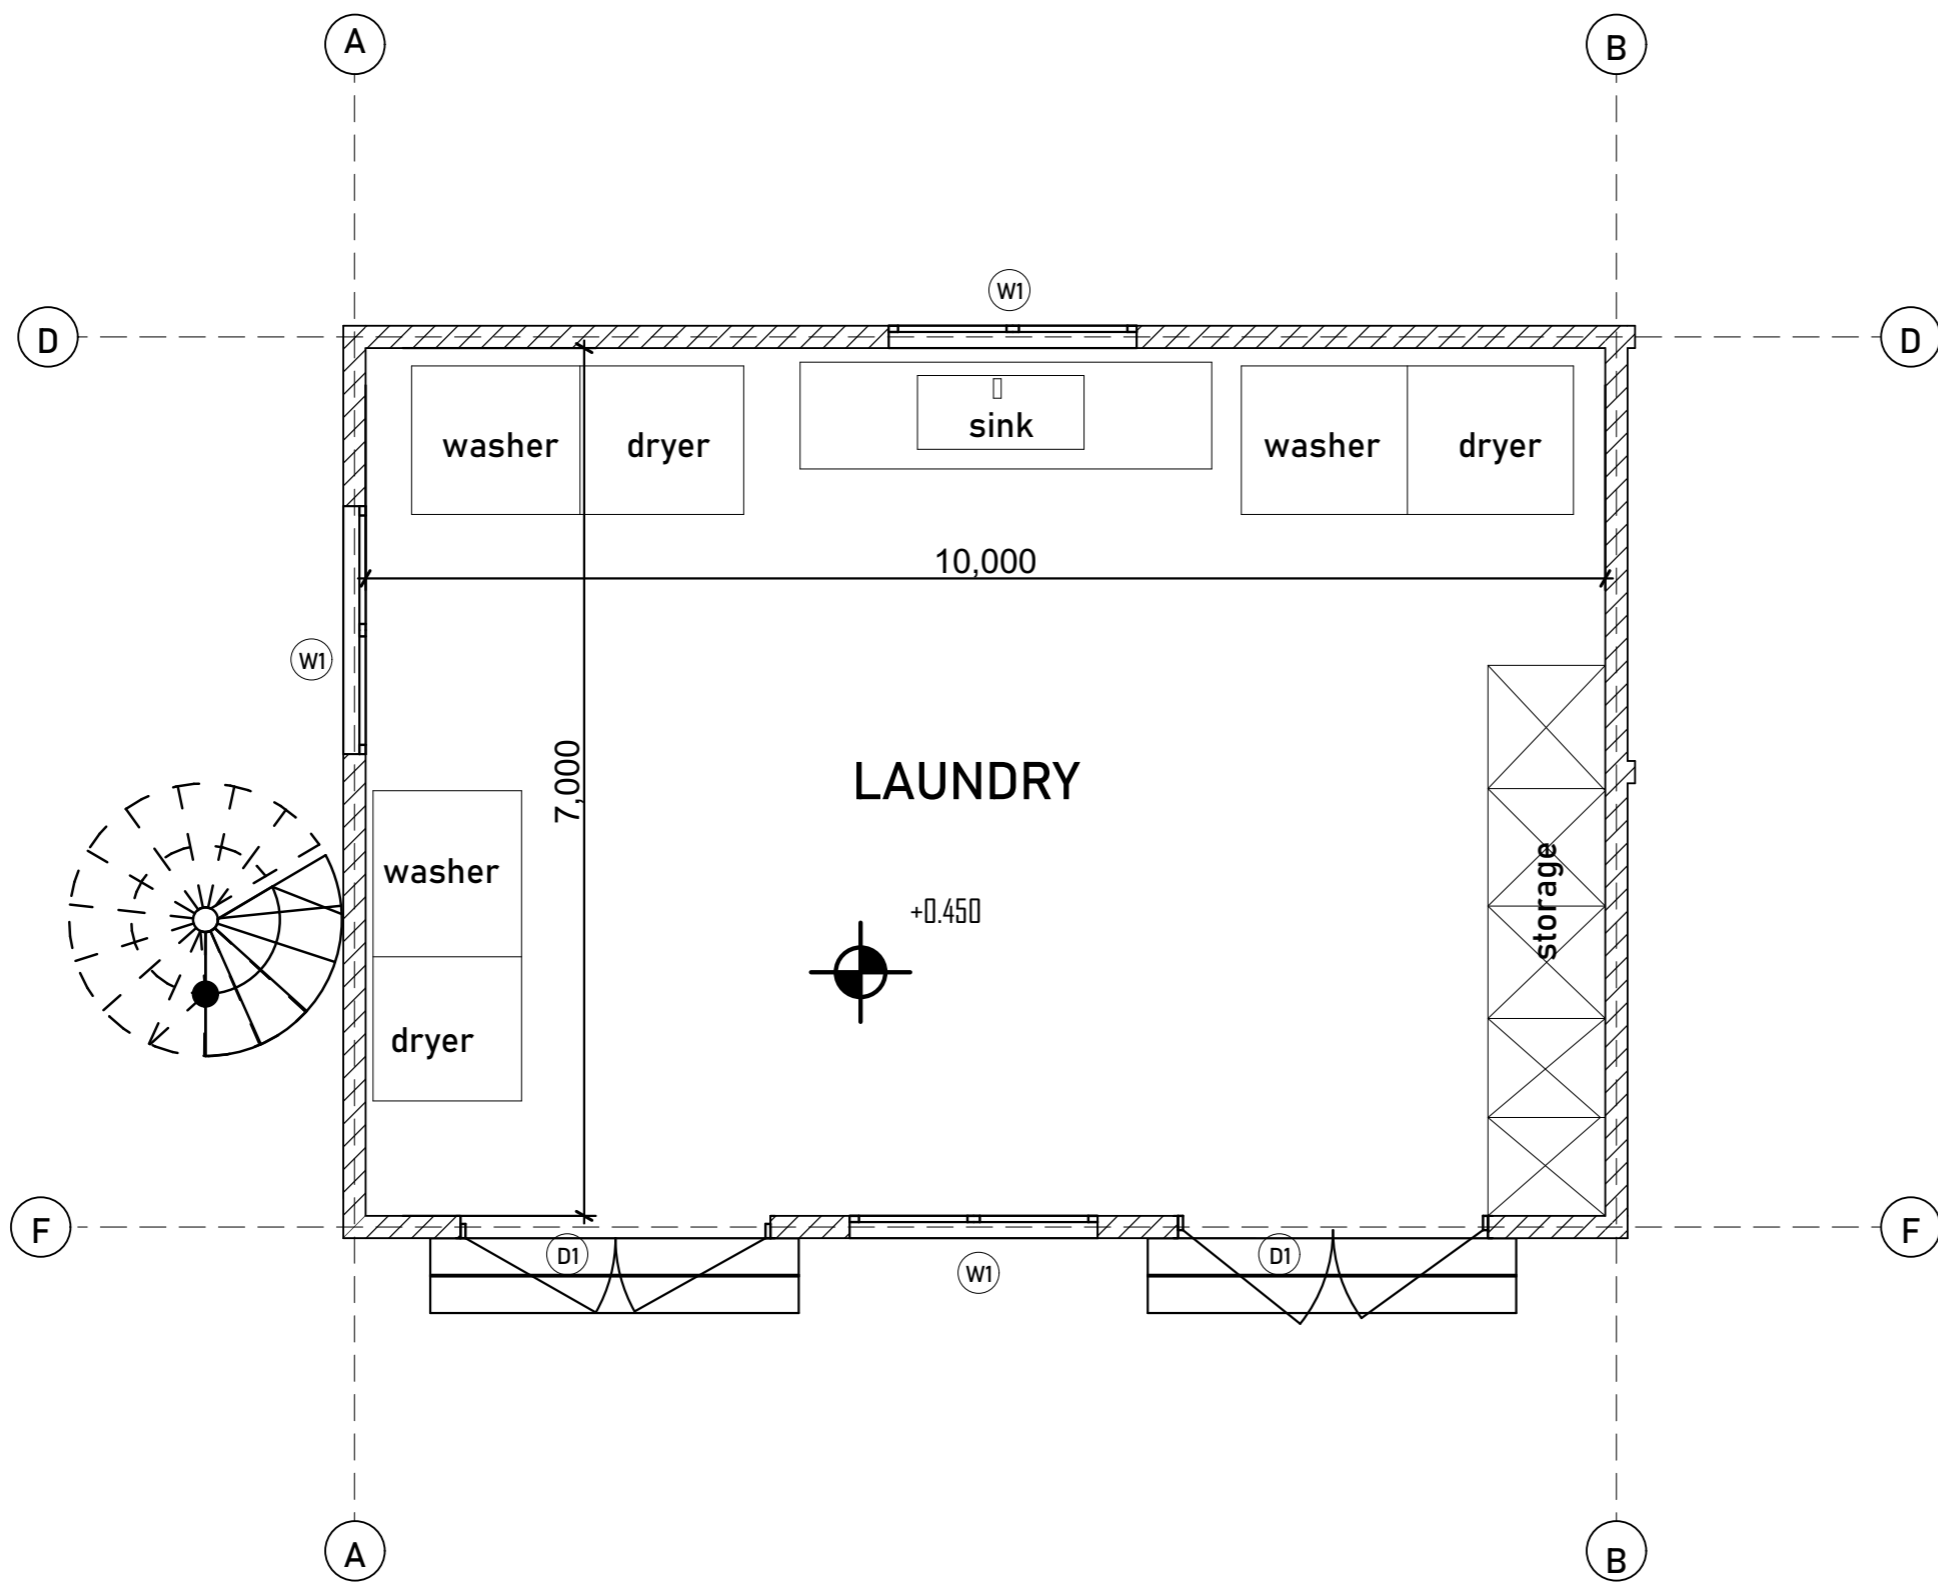 A
B
W1
D
D
sink
washer
dryer
washer
dryer
10,000
W1
7,000
LAUNDRY
washer
storage
+0.450
dryer
F
D1
W1
D1
F
A
B